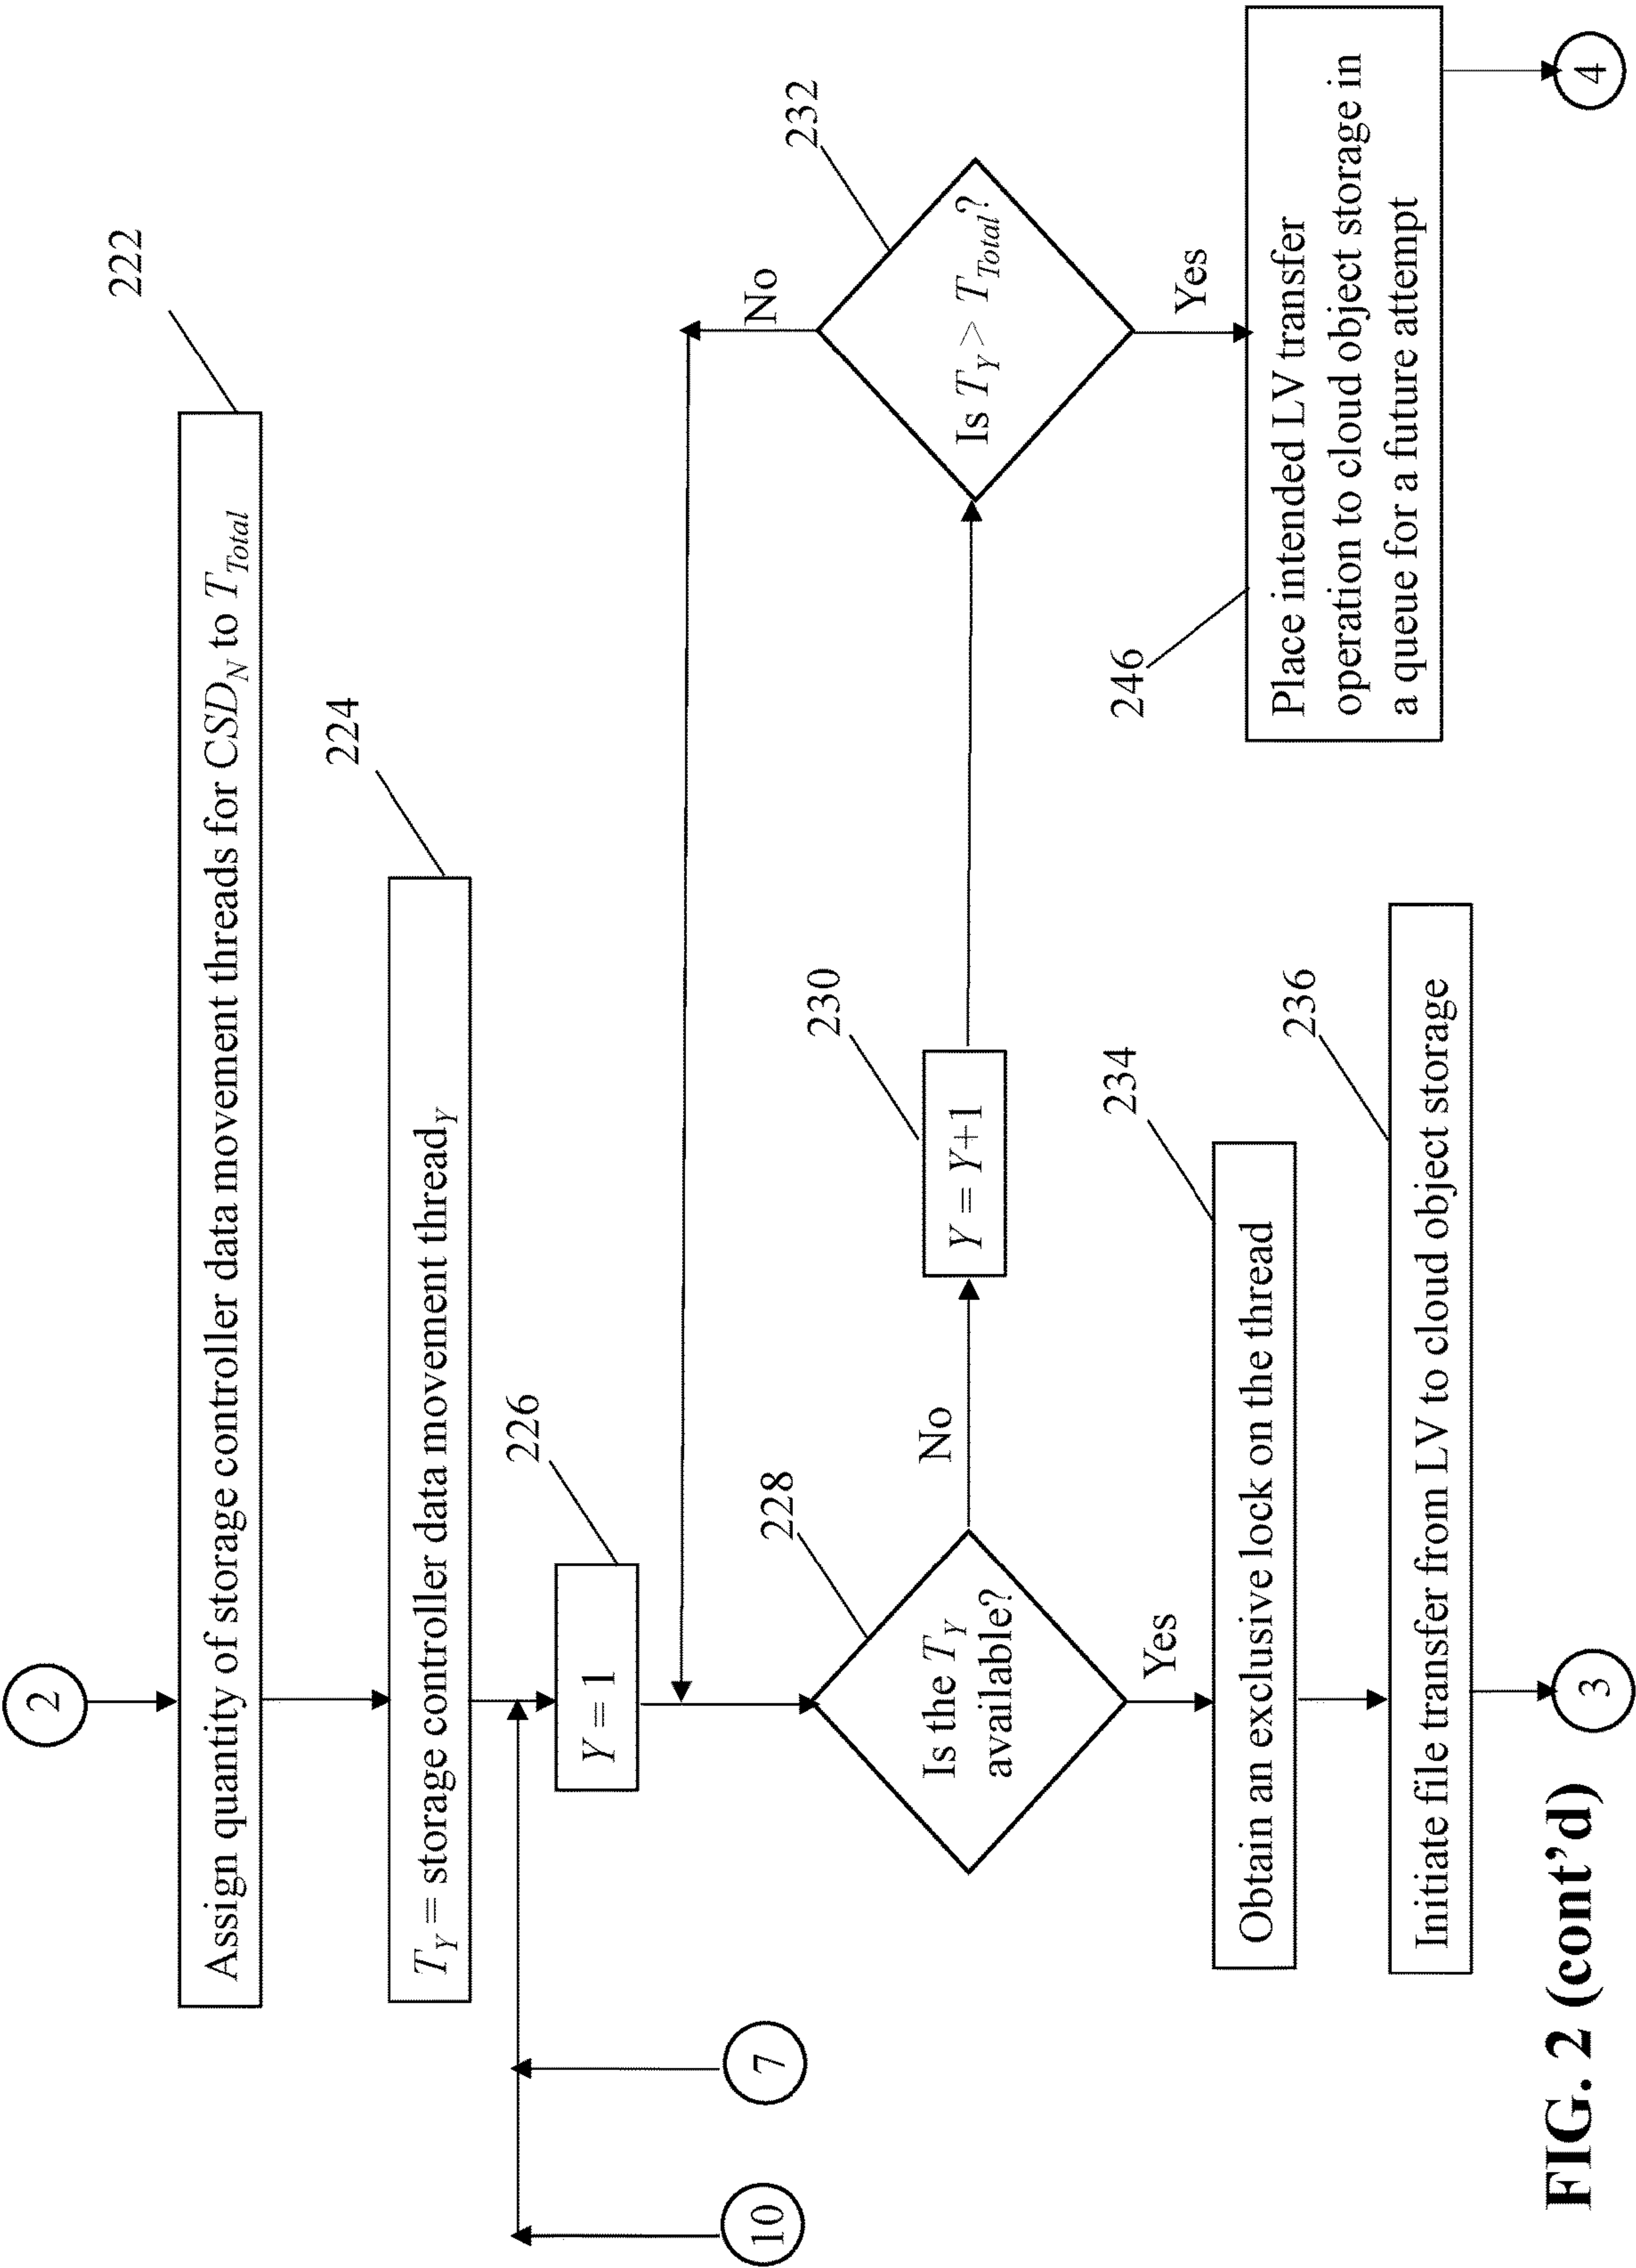 2
222
Assign quantity of storage controller data movement threads for CSD_N to T_Total
224
T_Y = storage controller data movement thread_Y
10
7
226
Y = 1
228
Is the T_Y
available?
No
Yes
230
Y = Y+1
232
Is T_Y > T_Total?
No
Yes
234
Obtain an exclusive lock on the thread
236
Initiate file transfer from LV to cloud object storage
3
246
Place intended LV transfer
operation to cloud object storage in
a queue for a future attempt
4
FIG. 2 (cont’d)